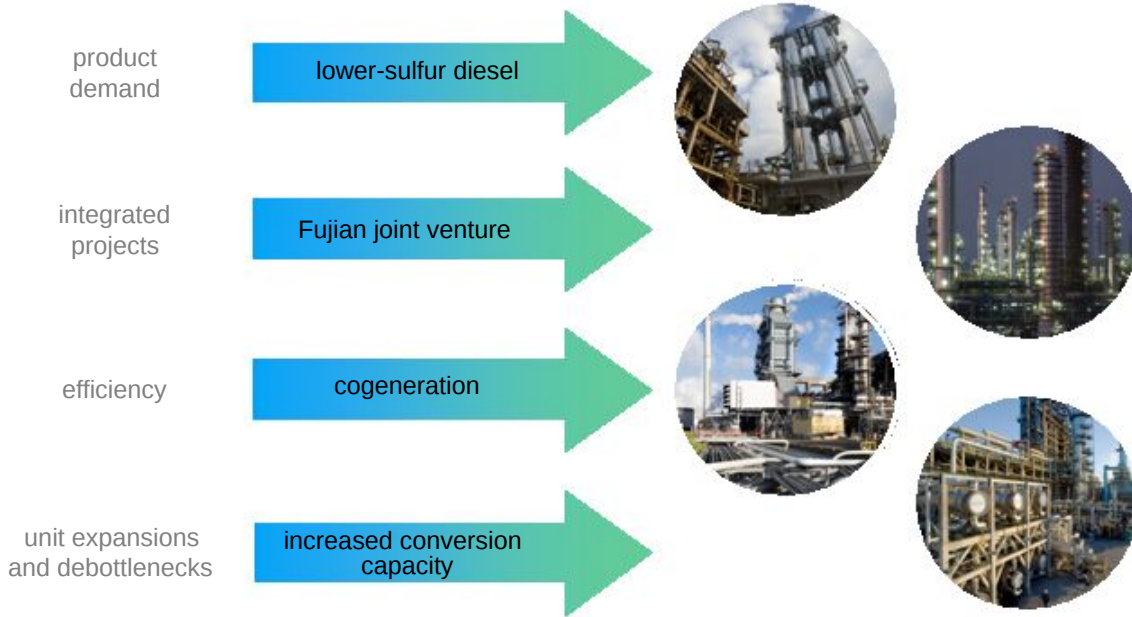 product
demand
lower-sulfur diesel
integrated
projects
Fujian joint venture
efficiency
cogeneration
unit expansions
and debottlenecks
increased conversion
capacity